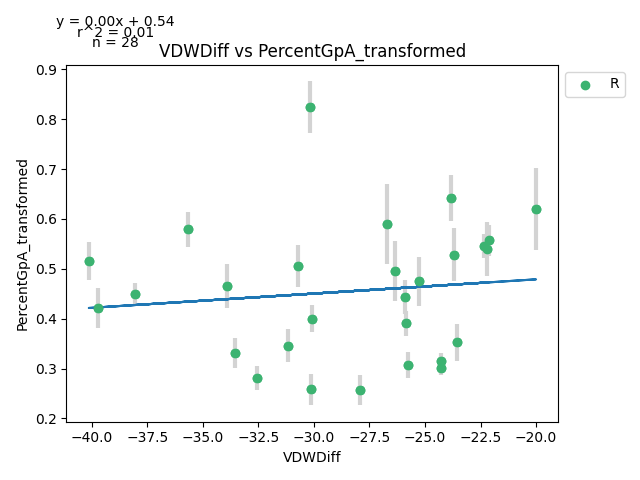 y = 0.00x + 0.54
r^2 = 0.01
n = 28
VDWDiff vs PercentGpA_transformed
R
PercentGpA_transformed
0.9
0.8
0.7
0.6
0.5
0.4
0.3
0.2
−40.0 −37.5 −35.0 −32.5 −30.0 −27.5 −25.0 −22.5 −20.0
VDWDiff